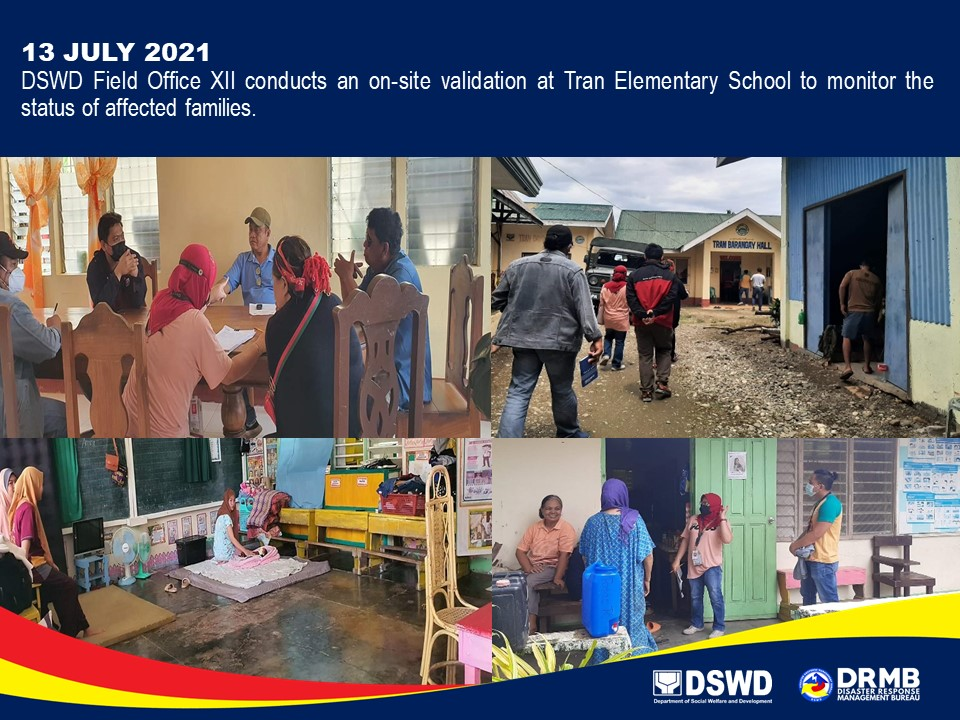 13 JULY 2021
DSWD Field Office XII conducts an on-site validation at Tran Elementary School to monitor the
status of affected families.
TRAN BARANGAY HALL
DSWD
Department of Social Welfare and Development
DRMB
DISASTER RESPONSE
MANAGEMENT BUREAU